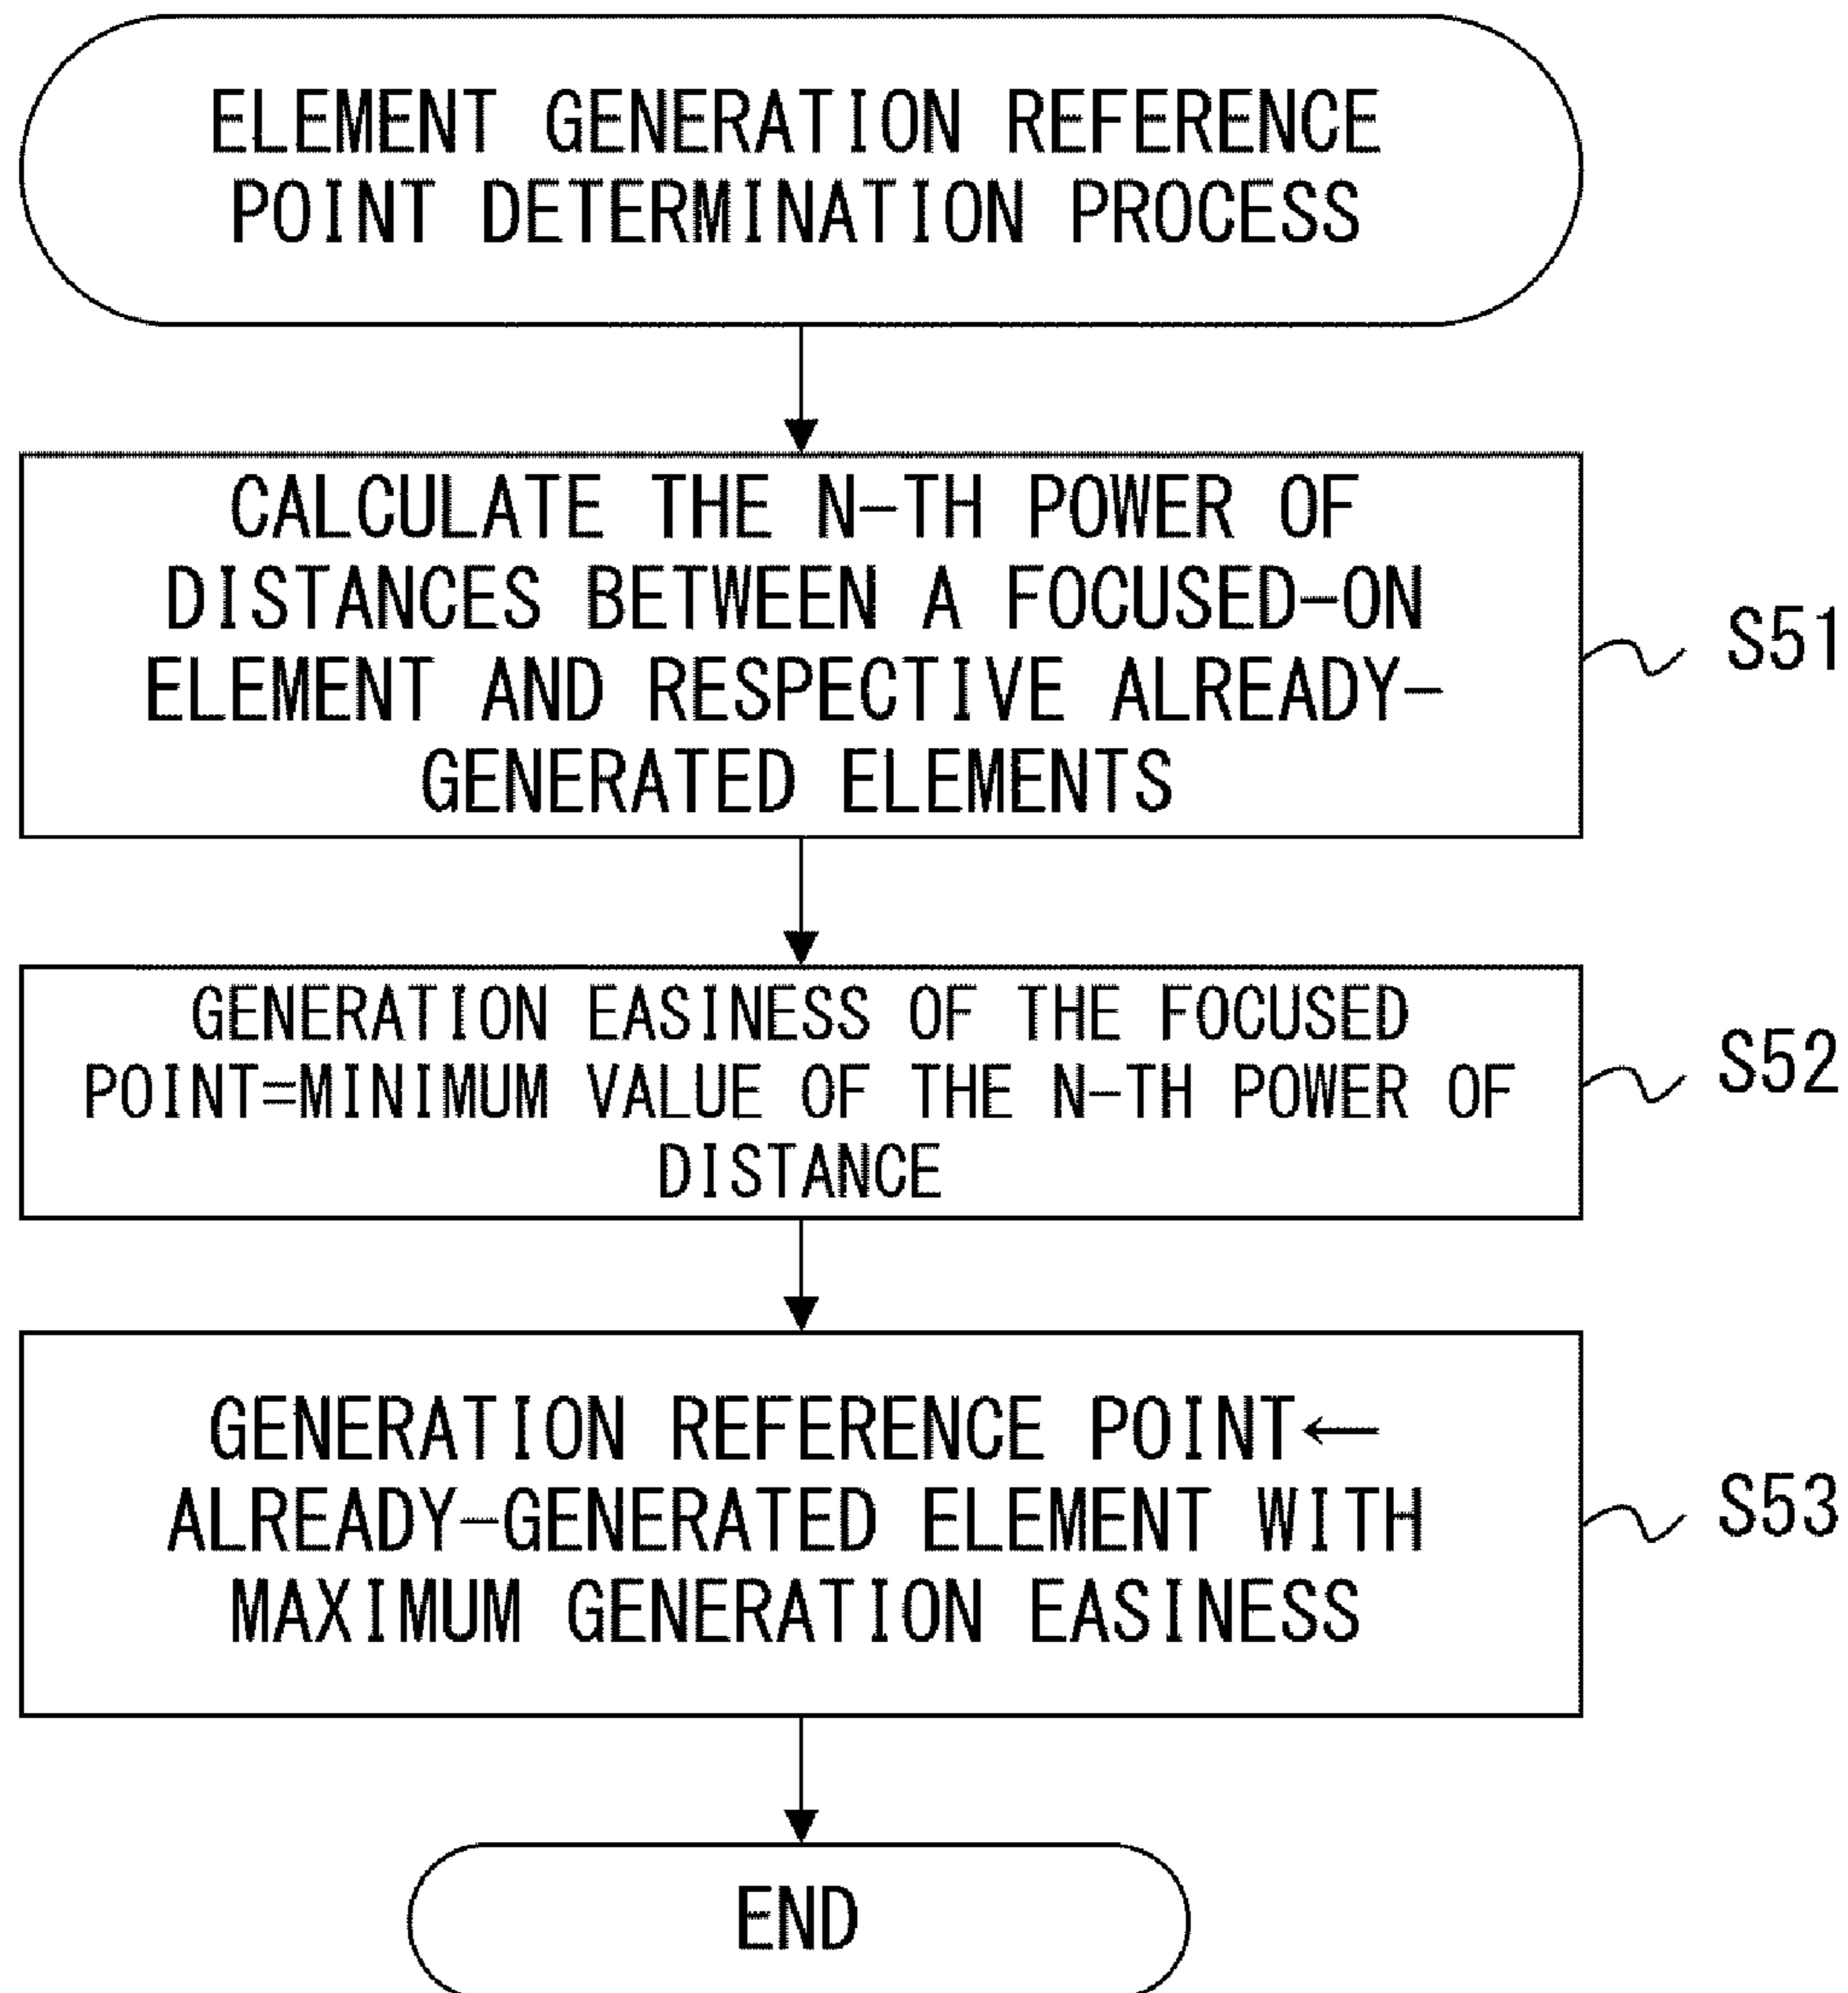 ELEMENT GENERATION REFERENCE
POINT DETERMINATION PROCESS
CALCULATE THE N-TH POWER OF
DISTANCES BETWEEN A FOCUSED-ON
ELEMENT AND RESPECTIVE ALREADY-
GENERATED ELEMENTS
S51
GENERATION EASINESS OF THE FOCUSED
POINT=MINIMUM VALUE OF THE N-TH POWER OF
DISTANCE
S52
GENERATION REFERENCE POINT←
ALREADY-GENERATED ELEMENT WITH
MAXIMUM GENERATION EASINESS
S53
END